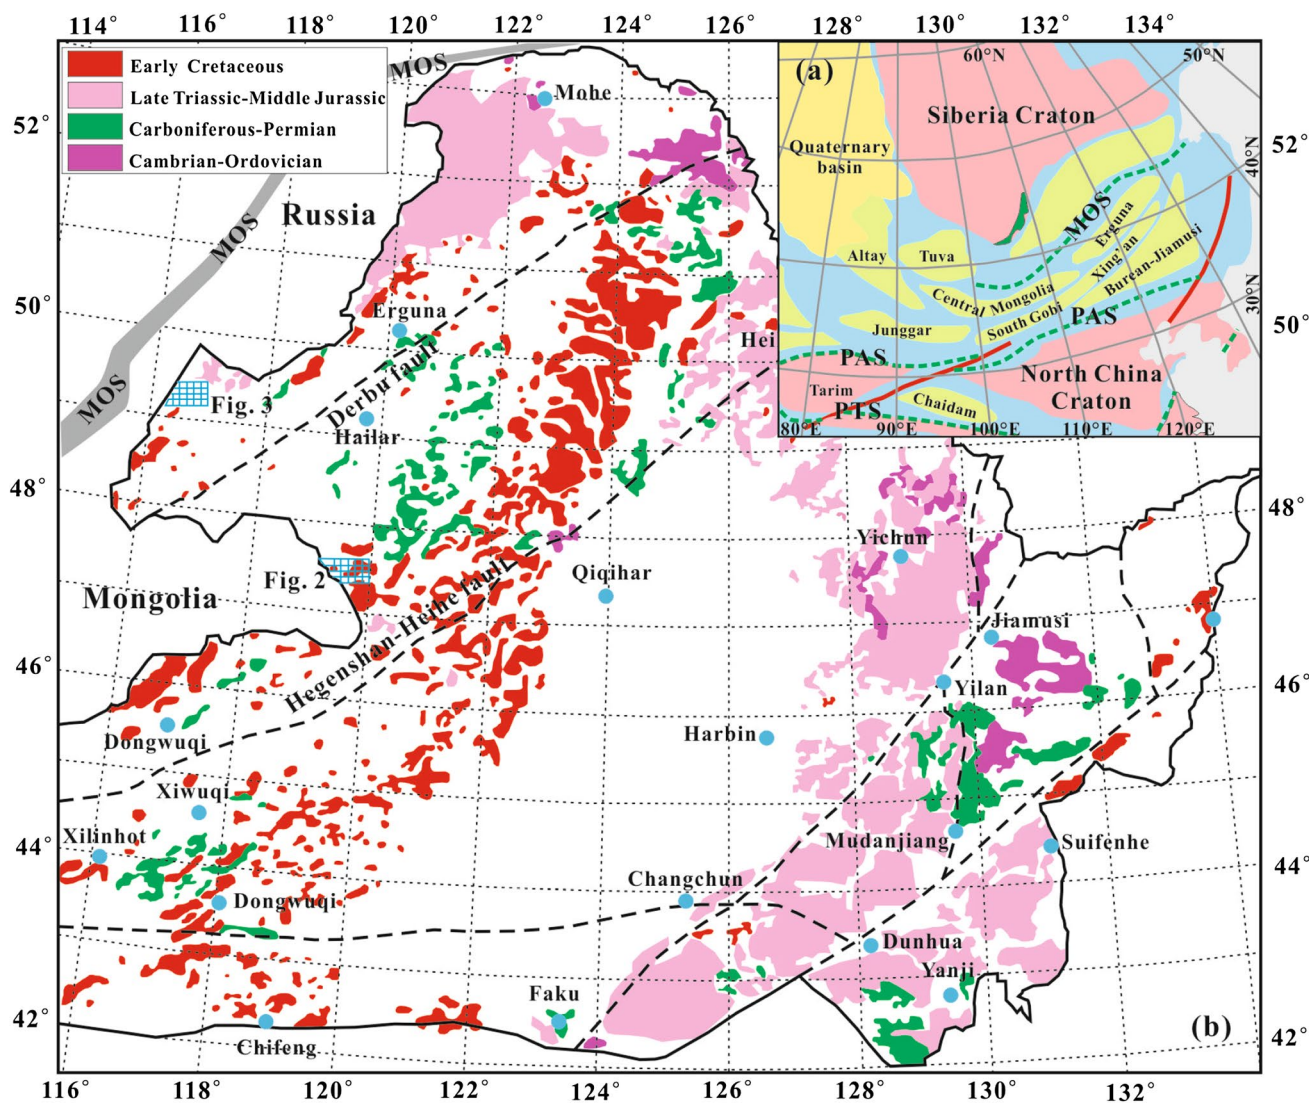 116° 118° 120° 122° 124° 126° 128° 130° 132° 134°
Early Cretaceous
Late Triassic-Middle Jurassic
Carboniferous-Permian
Cambrian-Ordovician
MOS
MOS
MOS
Russia
Mohe
Erguna
Derbu fault
Hailar
Fig. 3
Hei
Fig. 2
Mongolia
Hegenshan-Heihe fault
Qiqihar
Yichun
Jiamusi
Yilan
Harbin
Dongwuqi
Xiwuqi
Xilinhot
Mudanjiang
Suifenhe
Changchun
Dongwuqi
Dunhua
Yanji
Faku
Chifeng
(b)
(a)
60°N
50°N
40°N
30°N
Siberia Craton
Quaternary
basin
MOS
Altay
Tuva
Erguna
Xing'an
Burean-Jiamusi
Central Mongolia
South Gobi
Junggar
PAS
PAS
North China
Craton
Tarim
PTS
Chaidam
80°E 90°E 100°E 110°E 120°E
52°
50°
48°
46°
44°
42°
52°
50°
48°
46°
44°
42°
116° 118° 120° 122° 124° 126° 128° 130° 132°